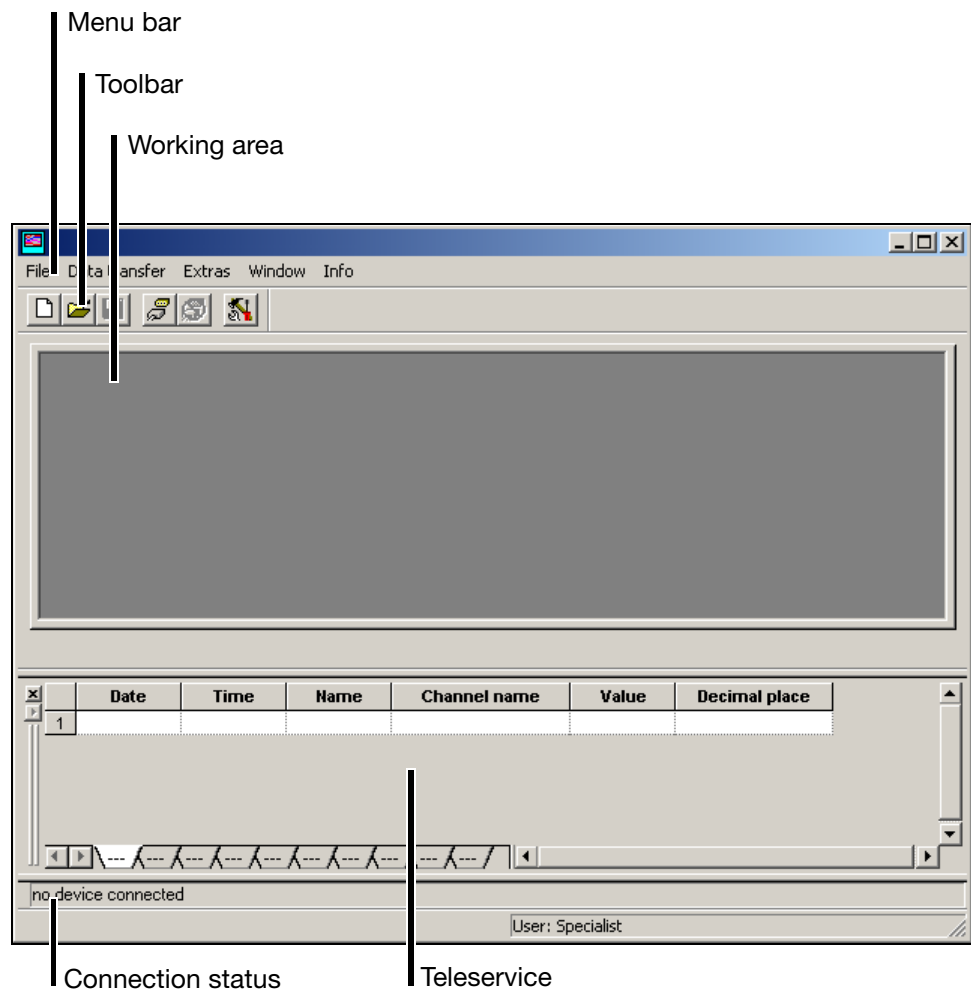 Menu bar
Toolbar
Working area
File Data Transfer Extras Window Info
Date Time Name Channel name Value Decimal place
1
--- --- --- --- --- --- --- --- ---
no device connected
User: Specialist
Connection status Teleservice